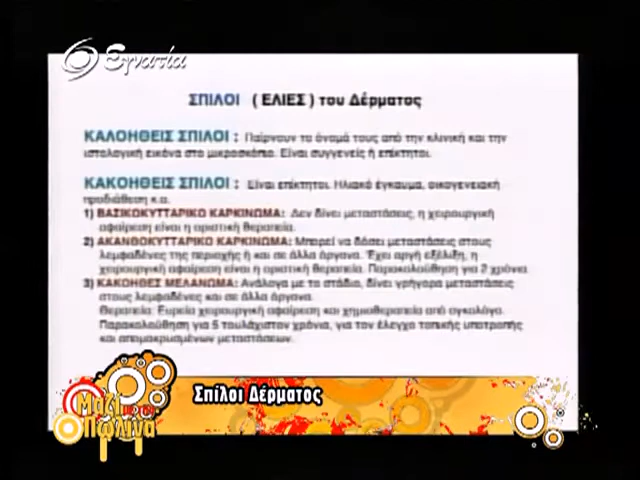 Εγνατία
ΣΠΙΛΟΙ ( ΕΛΙΕΣ ) του Δέρματος
ΚΑΛΟΗΘΕΙΣ ΣΠΙΛΟΙ : Παίρνουν το όνομά τους από την κλινική και την
ιστολογική εικόνα στο μικροσκόπιο. Είναι συγγενείς ή επίκτητοι.
ΚΑΚΟΗΘΕΙΣ ΣΠΙΛΟΙ : Είναι επίκτητοι. Ηλιακό έγκαυμα, οικογενειακή
προδιάθεση κ.α.
1) ΒΑΣΙΚΟΚΥΤΤΑΡΙΚΟ ΚΑΡΚΙΝΩΜΑ: Δεν δίνει μεταστάσεις, η χειρουργική
αφαίρεση είναι η οριστική θεραπεία.
2) ΑΚΑΝΘΟΚΥΤΤΑΡΙΚΟ ΚΑΡΚΙΝΩΜΑ: Μπορεί να δόσει μεταστάσεις στους
λεμφαδένες της περιοχής ή και σε άλλα όργανα. Έχει αργή εξέλιξη, η
χειρουργική αφαίρεση είναι η οριστική θεραπεία. Παρακολούθηση για 2 χρόνια
3) ΚΑΚΟΗΘΕΣ ΜΕΛΑΝΩΜΑ: Ανάλογα με το στάδιο, δίνει γρήγορα μεταστάσεις
στους λεμφαδένες και σε άλλα όργανα.
Θεραπεία: Ευρεία χειρουργική αφαίρεση και χημιοθεραπεία από ογκολόγο.
Παρακολούθηση για 5 τουλάχιστον χρόνια, για τον έλεγχο τοπικής υποτροπής
και απομακρυσμένων μεταστάσεων.
Σπίλοι Δέρματος
Μαζί
με την
Πωλίνα